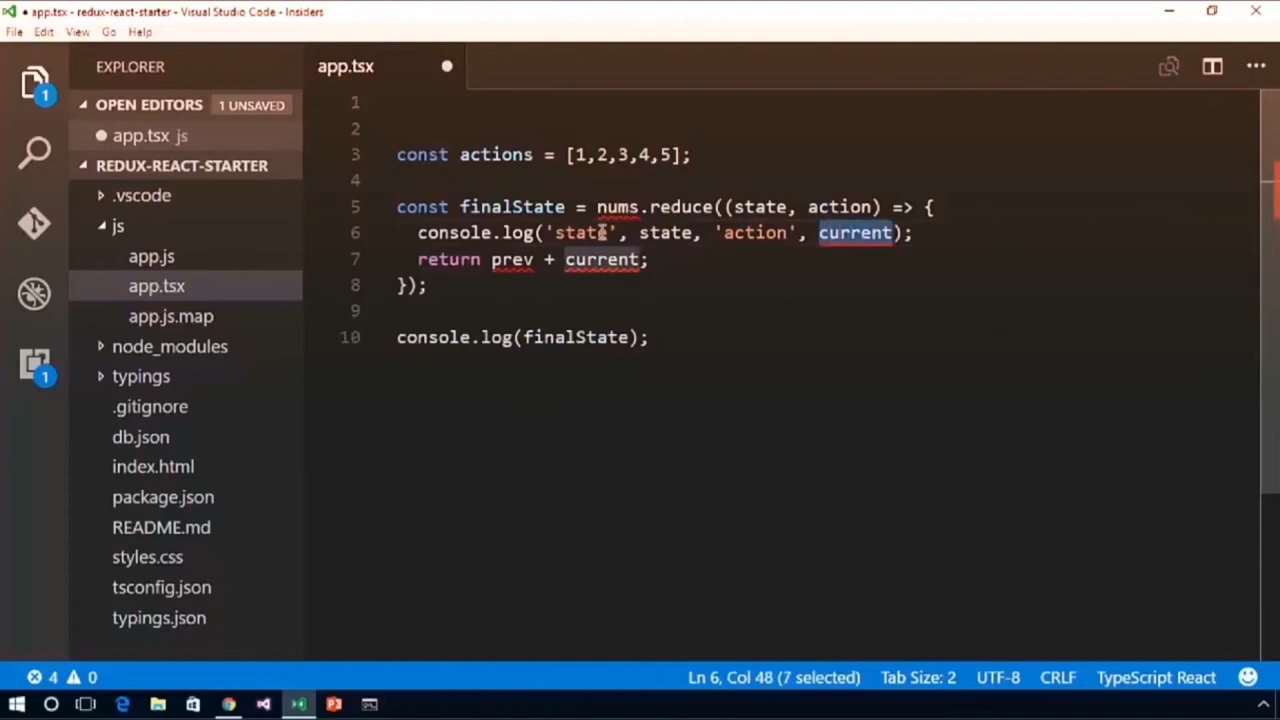 app.tsx - redux-react-starter - Visual Studio Code - Insiders
File Edit View Go Help
EXPLORER
OPEN EDITORS 1 UNSAVED
app.tsx js
REDUX-REACT-STARTER
.vscode
js
app.js
app.tsx
app.js.map
node_modules
typings
.gitignore
db.json
index.html
package.json
README.md
styles.css
tsconfig.json
typings.json
1
1
app.tsx
1
2
3 const actions = [1,2,3,4,5];
4
5 const finalState = nums.reduce((state, action) => {
6 console.log('state', state, 'action', current);
7 return prev + current;
8 });
9
10 console.log(finalState);
4 0
Ln 6, Col 48 (7 selected) Tab Size: 2 UTF-8 CRLF TypeScript React